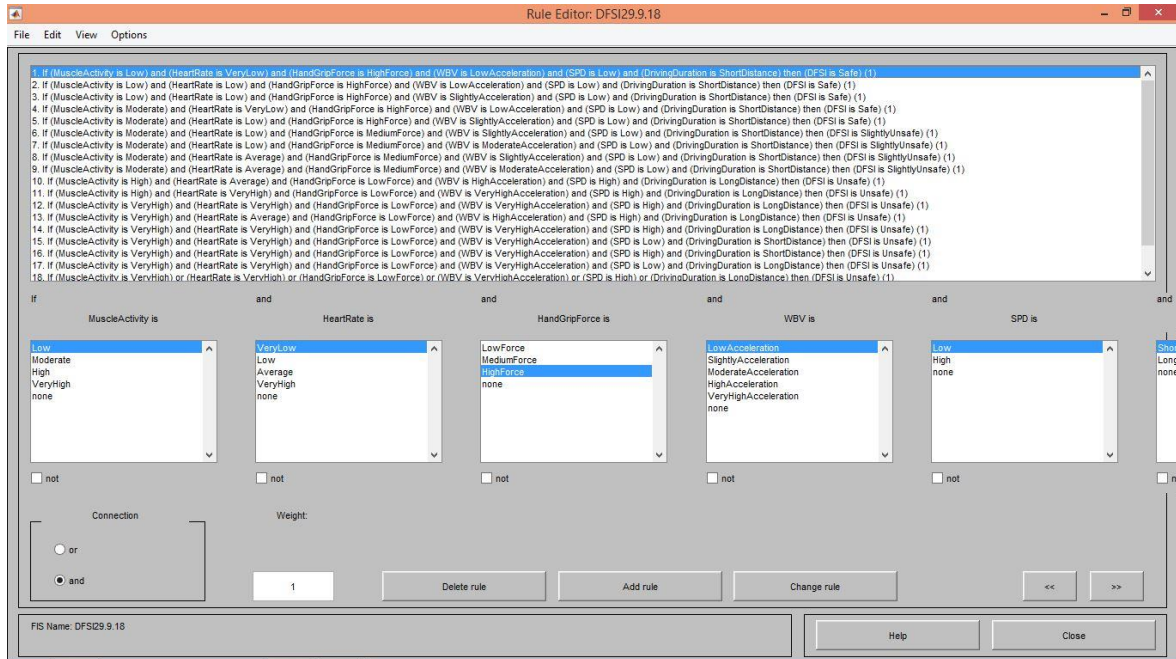 Rule Editor: DFSI29.9.18
File Edit View Options
1. If (MuscleActivity is Low) and (HeartRate is VeryLow) and (HandGripForce is HighForce) and (WBV is LowAcceleration) and (SPD is Low) and (DrivingDuration is ShortDistance) then (DFSI is Safe) (1)
2. If (MuscleActivity is Low) and (HeartRate is Low) and (HandGripForce is HighForce) and (WBV is LowAcceleration) and (SPD is Low) and (DrivingDuration is ShortDistance) then (DFSI is Safe) (1)
3. If (MuscleActivity is Low) and (HeartRate is Low) and (HandGripForce is HighForce) and (WBV is SlightlyAcceleration) and (SPD is Low) and (DrivingDuration is ShortDistance) then (DFSI is Safe) (1)
4. If (MuscleActivity is Moderate) and (HeartRate is VeryLow) and (HandGripForce is HighForce) and (WBV is LowAcceleration) and (SPD is Low) and (DrivingDuration is ShortDistance) then (DFSI is Safe) (1)
5. If (MuscleActivity is Moderate) and (HeartRate is Low) and (HandGripForce is HighForce) and (WBV is SlightlyAcceleration) and (SPD is Low) and (DrivingDuration is ShortDistance) then (DFSI is Safe) (1)
6. If (MuscleActivity is Moderate) and (HeartRate is Low) and (HandGripForce is MediumForce) and (WBV is SlightlyAcceleration) and (SPD is Low) and (DrivingDuration is ShortDistance) then (DFSI is SlightlyUnsafe) (1)
7. If (MuscleActivity is Moderate) and (HeartRate is Low) and (HandGripForce is MediumForce) and (WBV is ModerateAcceleration) and (SPD is Low) and (DrivingDuration is ShortDistance) then (DFSI is SlightlyUnsafe) (1)
8. If (MuscleActivity is Moderate) and (HeartRate is Average) and (HandGripForce is MediumForce) and (WBV is SlightlyAcceleration) and (SPD is Low) and (DrivingDuration is ShortDistance) then (DFSI is SlightlyUnsafe) (1)
9. If (MuscleActivity is Moderate) and (HeartRate is Average) and (HandGripForce is MediumForce) and (WBV is ModerateAcceleration) and (SPD is Low) and (DrivingDuration is ShortDistance) then (DFSI is SlightlyUnsafe) (1)
10. If (MuscleActivity is High) and (HeartRate is Average) and (HandGripForce is LowForce) and (WBV is HighAcceleration) and (SPD is High) and (DrivingDuration is LongDistance) then (DFSI is Unsafe) (1)
11. If (MuscleActivity is High) and (HeartRate is VeryHigh) and (HandGripForce is LowForce) and (WBV is VeryHighAcceleration) and (SPD is High) and (DrivingDuration is LongDistance) then (DFSI is Unsafe) (1)
12. If (MuscleActivity is VeryHigh) and (HeartRate is VeryHigh) and (HandGripForce is LowForce) and (WBV is VeryHighAcceleration) and (SPD is High) and (DrivingDuration is LongDistance) then (DFSI is Unsafe) (1)
13. If (MuscleActivity is VeryHigh) and (HeartRate is Average) and (HandGripForce is LowForce) and (WBV is HighAcceleration) and (SPD is High) and (DrivingDuration is LongDistance) then (DFSI is Unsafe) (1)
14. If (MuscleActivity is VeryHigh) and (HeartRate is VeryHigh) and (HandGripForce is LowForce) and (WBV is VeryHighAcceleration) and (SPD is High) and (DrivingDuration is LongDistance) then (DFSI is Unsafe) (1)
15. If (MuscleActivity is VeryHigh) and (HeartRate is VeryHigh) and (HandGripForce is LowForce) and (WBV is VeryHighAcceleration) and (SPD is Low) and (DrivingDuration is ShortDistance) then (DFSI is Unsafe) (1)
16. If (MuscleActivity is VeryHigh) and (HeartRate is VeryHigh) and (HandGripForce is LowForce) and (WBV is VeryHighAcceleration) and (SPD is High) and (DrivingDuration is ShortDistance) then (DFSI is Unsafe) (1)
17. If (MuscleActivity is VeryHigh) and (HeartRate is VeryHigh) and (HandGripForce is LowForce) and (WBV is VeryHighAcceleration) and (SPD is Low) and (DrivingDuration is LongDistance) then (DFSI is Unsafe) (1)
18. If (MuscleActivity is VeryHigh) or (HeartRate is VeryHigh) or (HandGripForce is LowForce) or (WBV is VeryHighAcceleration) or (SPD is High) or (DrivingDuration is LongDistance) then (DFSI is Unsafe) (1)
If and and and and and
MuscleActivity is HeartRate is HandGripForce is WBV is SPD is
Low VeryLow LowForce LowAcceleration Low
Moderate Low MediumForce SlightlyAcceleration High
High Average HighForce ModerateAcceleration none none
VeryHigh VeryHigh none HighAcceleration
none none VeryHighAcceleration
none
not not not not not
Connection Weight:
or
and 1 Delete rule Add rule Change rule << >>
FIS Name: DFSI29.9.18 Help Close